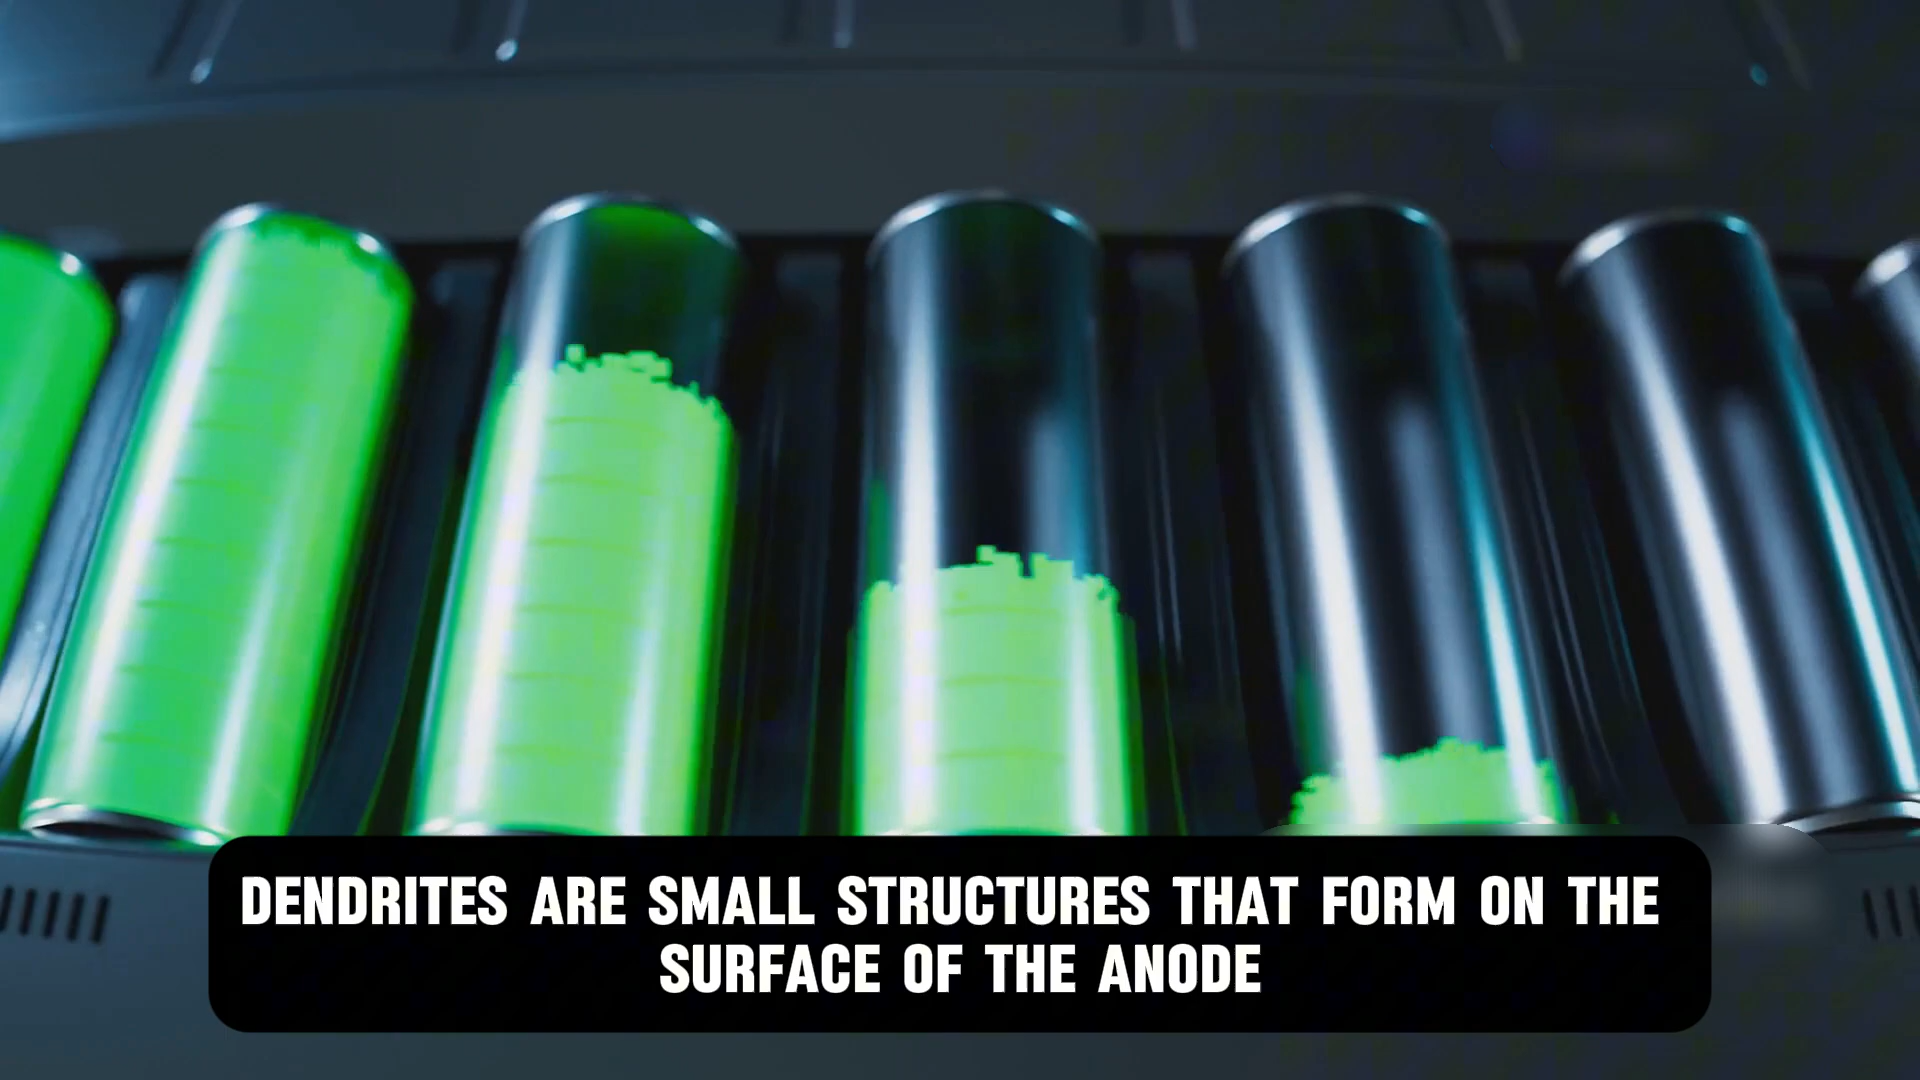 DENDRITES ARE SMALL STRUCTURES THAT FORM ON THE
SURFACE OF THE ANODE